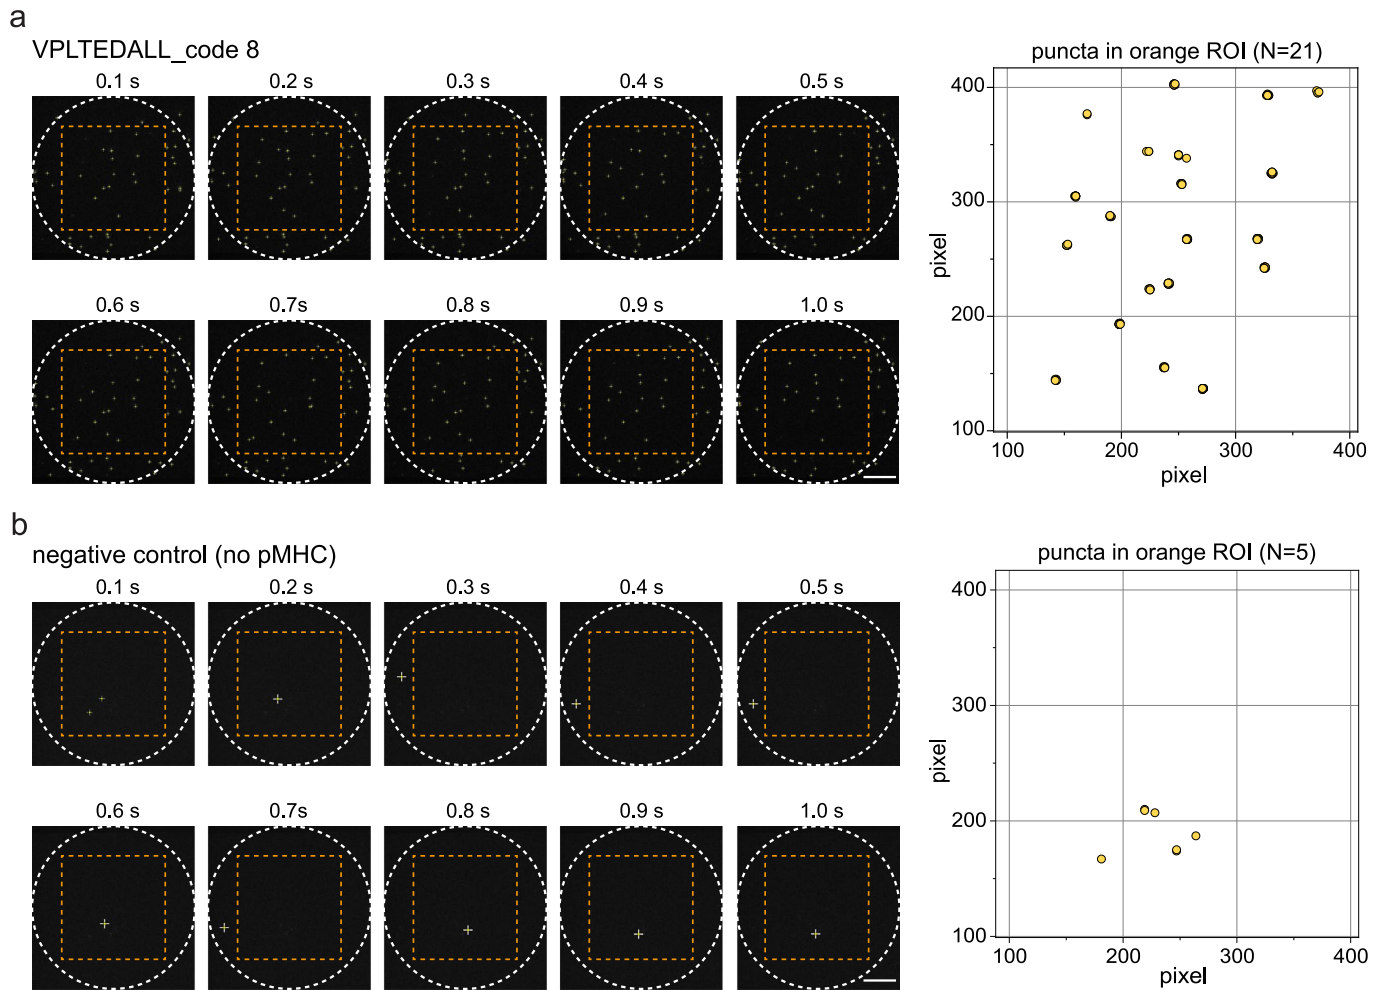 a
VPLTEDALL_code 8
0.1 s 0.2 s 0.3 s 0.4 s 0.5 s
0.6 s 0.7s 0.8 s 0.9 s 1.0 s
puncta in orange ROI (N=21)
400
300
200
100
pixel
100 200 300 400
pixel
b
negative control (no pMHC)
0.1 s 0.2 s 0.3 s 0.4 s 0.5 s
0.6 s 0.7s 0.8 s 0.9 s 1.0 s
puncta in orange ROI (N=5)
400
300
200
100
pixel
100 200 300 400
pixel